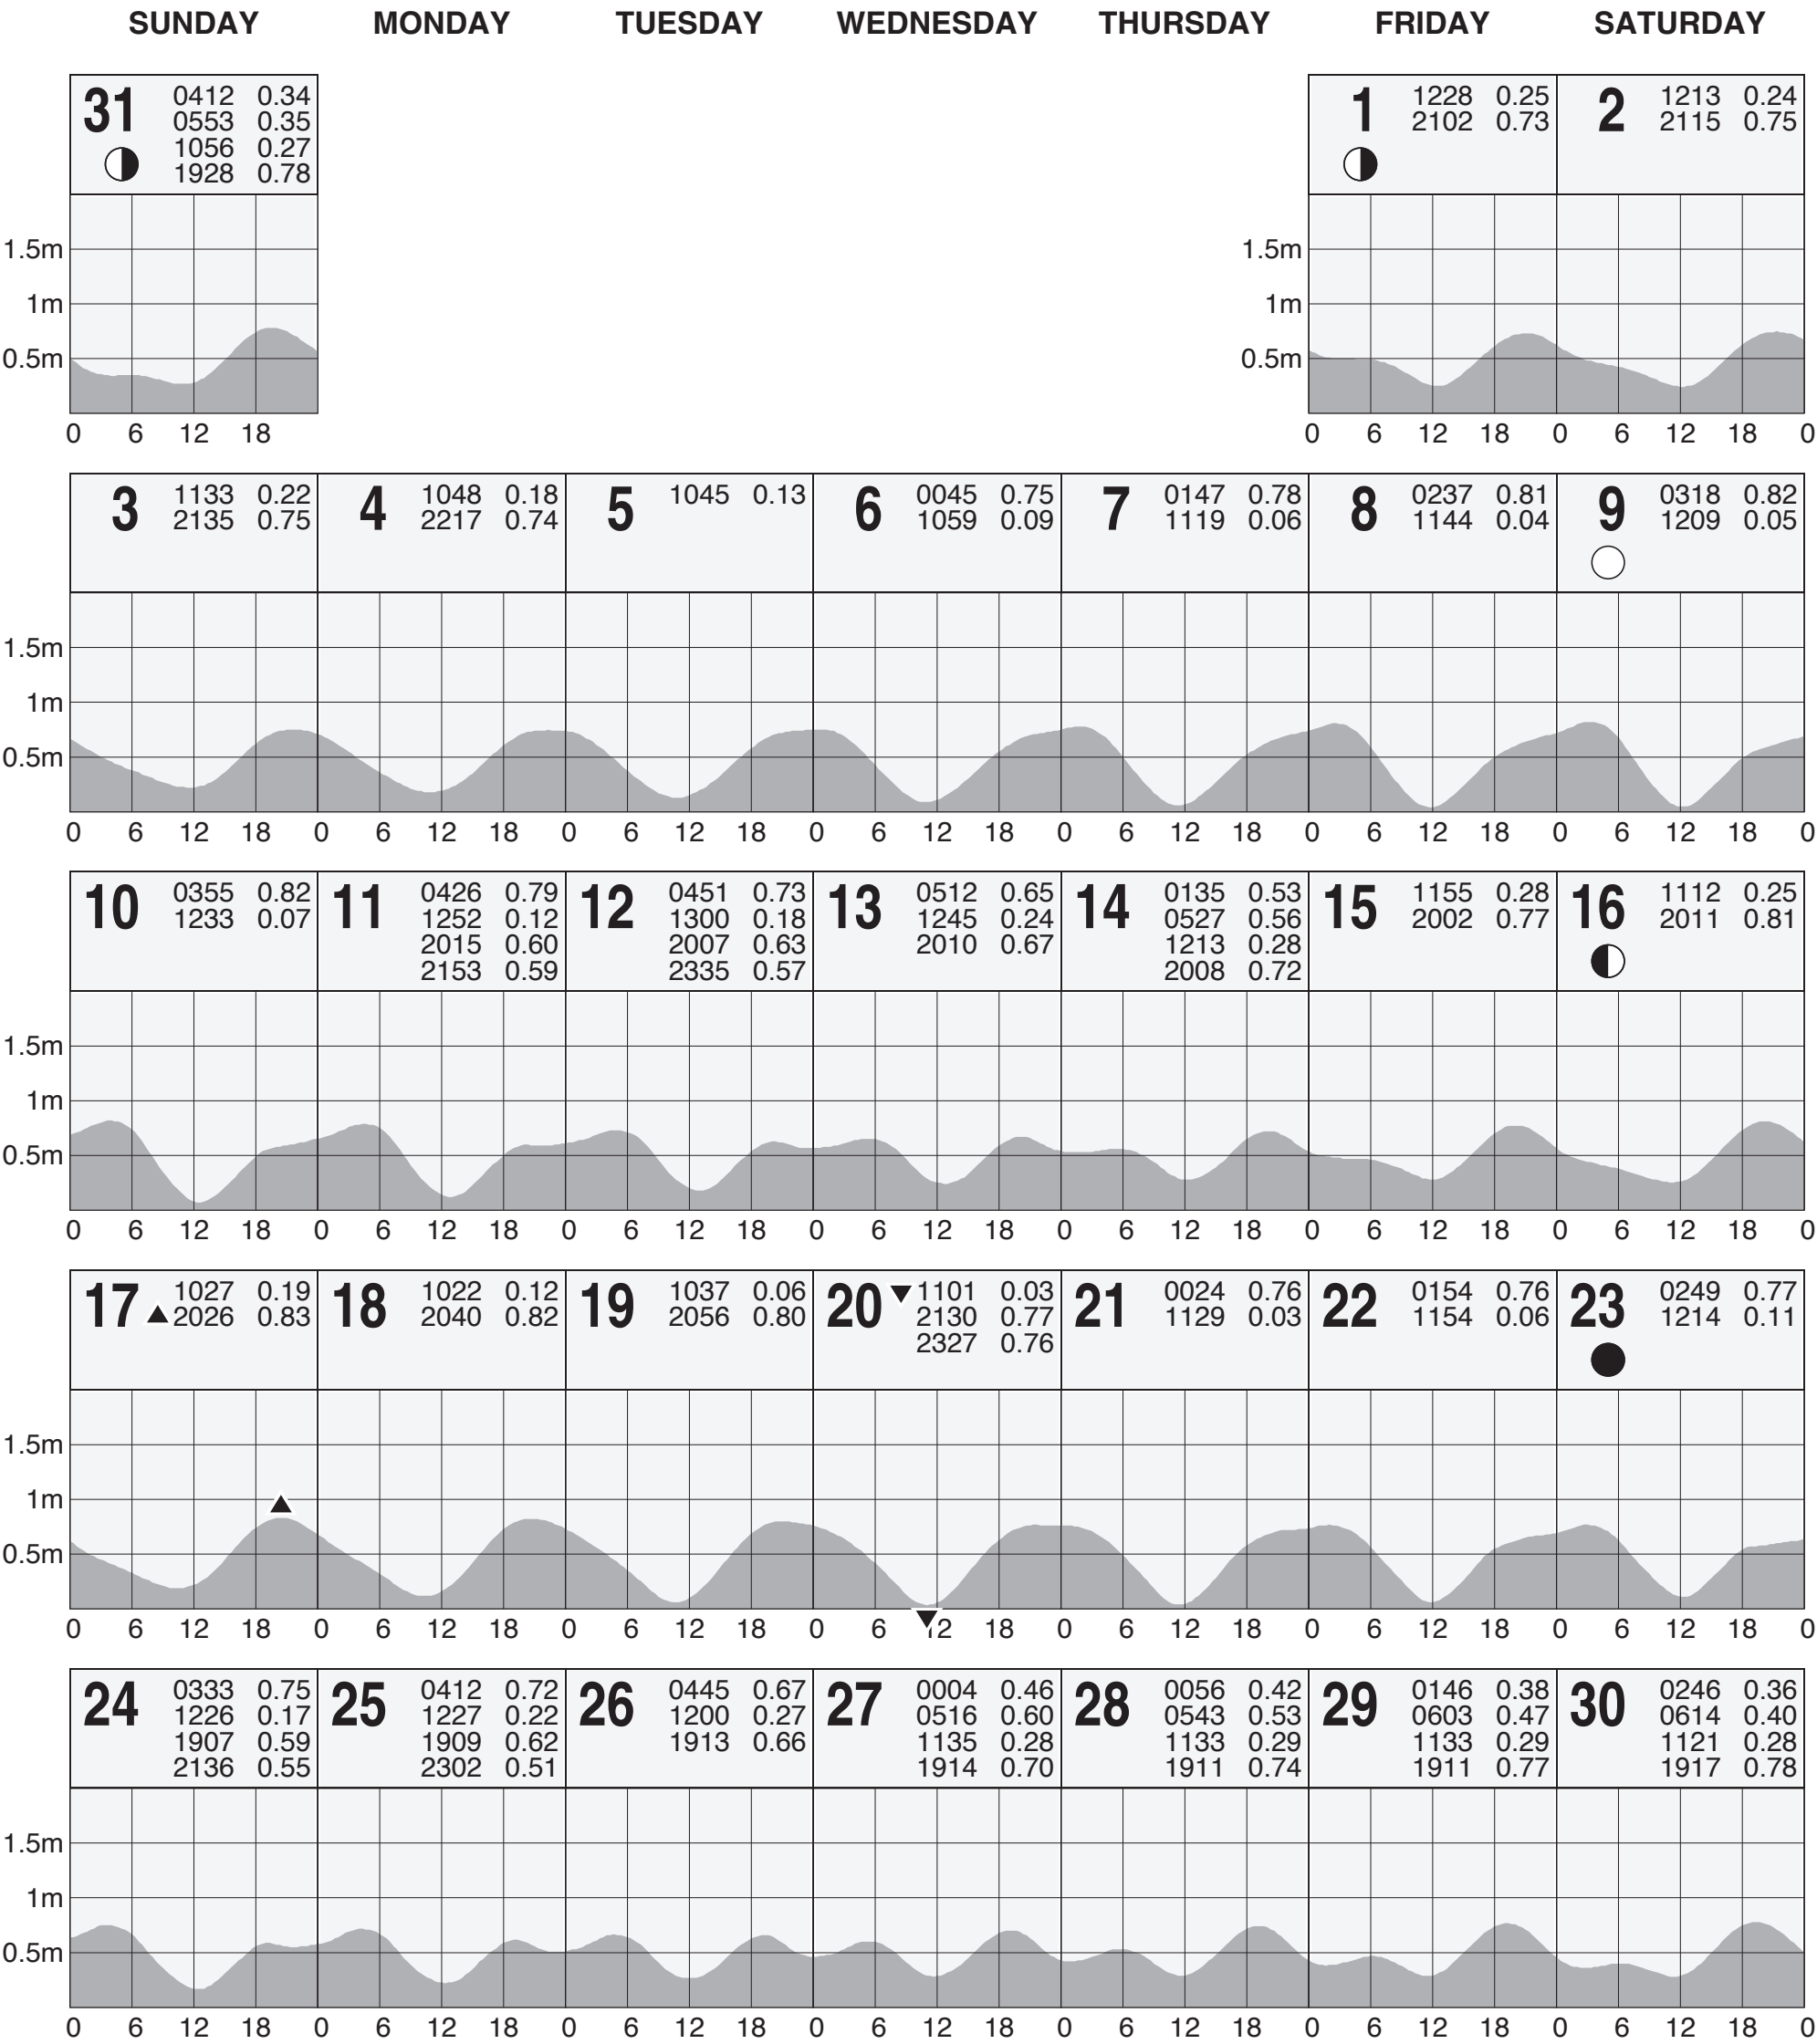 SUNDAY MONDAY TUESDAY WEDNESDAY THURSDAY FRIDAY SATURDAY
31 0412 0.34
0553 0.35
1056 0.27
1928 0.78
1 1228 0.25
2102 0.73
2 1213 0.24
2115 0.75
1.5m 1.5m
1m 1m
0.5m 0.5m
0 6 12 18 0 6 12 18 0 6 12 18 0
3 1133 0.22
2135 0.75
4 1048 0.18
2217 0.74
5 1045 0.13
6 0045 0.75
1059 0.09
7 0147 0.78
1119 0.06
8 0237 0.81
1144 0.04
9 0318 0.82
1209 0.05
1.5m
1m
0.5m
0 6 12 18 0 6 12 18 0 6 12 18 0 6 12 18 0 6 12 18 0 6 12 18 0 6 12 18 0
10 0355 0.82
1233 0.07
11 0426 0.79
1252 0.12
2015 0.60
2153 0.59
12 0451 0.73
1300 0.18
2007 0.63
2335 0.57
13 0512 0.65
1245 0.24
2010 0.67
14 0135 0.53
0527 0.56
1213 0.28
2008 0.72
15 1155 0.28
2002 0.77
16 1112 0.25
2011 0.81
1.5m
1m
0.5m
0 6 12 18 0 6 12 18 0 6 12 18 0 6 12 18 0 6 12 18 0 6 12 18 0 6 12 18 0
17 1027 0.19
▲2026 0.83
18 1022 0.12
2040 0.82
19 1037 0.06
2056 0.80
20 ▼1101 0.03
2130 0.77
2327 0.76
21 0024 0.76
1129 0.03
22 0154 0.76
1154 0.06
23 0249 0.77
1214 0.11
1.5m
1m
0.5m
0 6 12 18 0 6 12 18 0 6 12 18 0 6 12 18 0 6 12 18 0 6 12 18 0 6 12 18 0
24 0333 0.75
1226 0.17
1907 0.59
2136 0.55
25 0412 0.72
1227 0.22
1909 0.62
2302 0.51
26 0445 0.67
1200 0.27
1913 0.66
27 0004 0.46
0516 0.60
1135 0.28
1914 0.70
28 0056 0.42
0543 0.53
1133 0.29
1911 0.74
29 0146 0.38
0603 0.47
1133 0.29
1911 0.77
30 0246 0.36
0614 0.40
1121 0.28
1917 0.78
1.5m
1m
0.5m
0 6 12 18 0 6 12 18 0 6 12 18 0 6 12 18 0 6 12 18 0 6 12 18 0 6 12 18 0